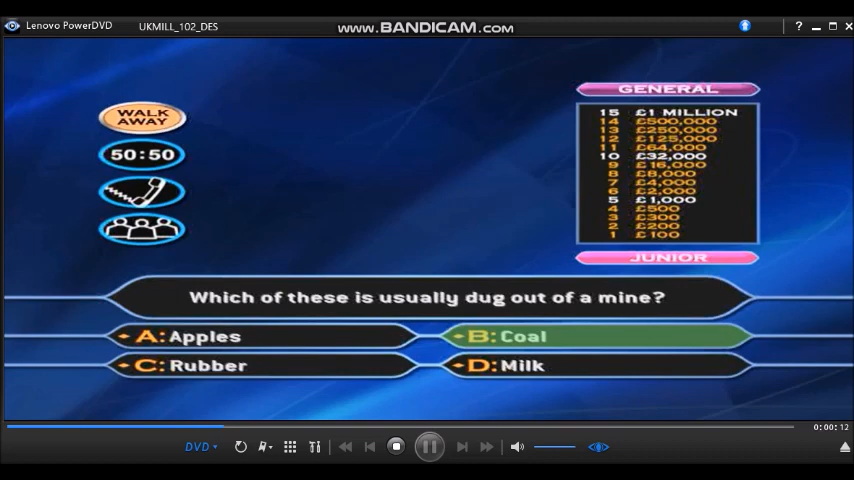 Lenovo PowerDVD
UKMILL_102_DES
www.BANDICAM.com
?
WALK AWAY
50:50
GENERAL
15 £1 MILLION
14 £500,000
13 £250,000
12 £125,000
11 £64,000
10 £32,000
9 £16,000
8 £8,000
7 £4,000
6 £2,000
5 £1,000
4 £500
3 £300
2 £200
1 £100
JUNIOR
Which of these is usually dug out of a mine?
A: Apples
B: Coal
C: Rubber
D: Milk
0:00:12
DVD